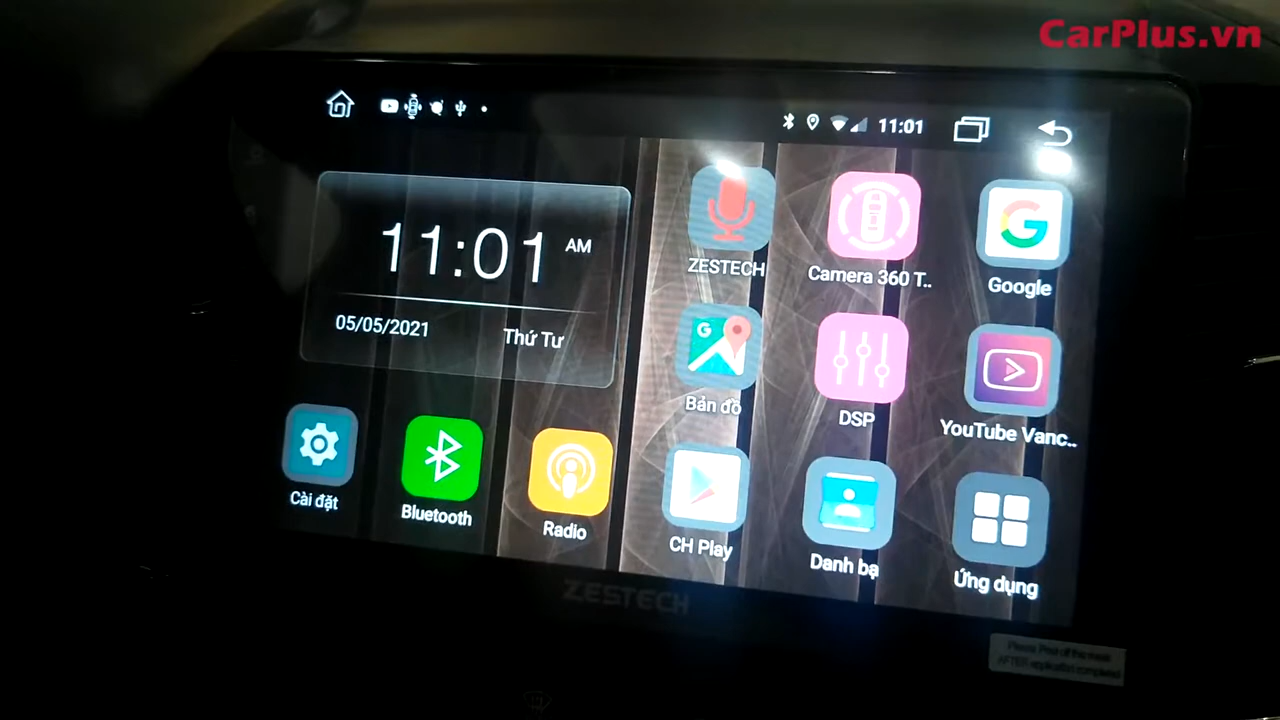 CarPlus.vn
11:01
11:01 AM
05/05/2021 Thứ Tư
ZESTECH
Camera 360 T..
Google
Bản đồ
DSP
YouTube Vanc..
Cài đặt
Bluetooth
Radio
CH Play
Danh bạ
Ứng dụng
ZESTECH